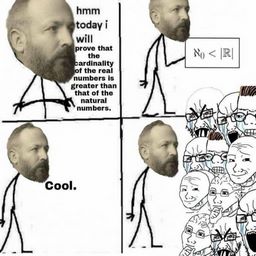 hmm
today i
will
prove that
the
cardinality
of the real
numbers is
greater than
that of the
natural
numbers.
ℵ₀ < |ℝ|
Cool.